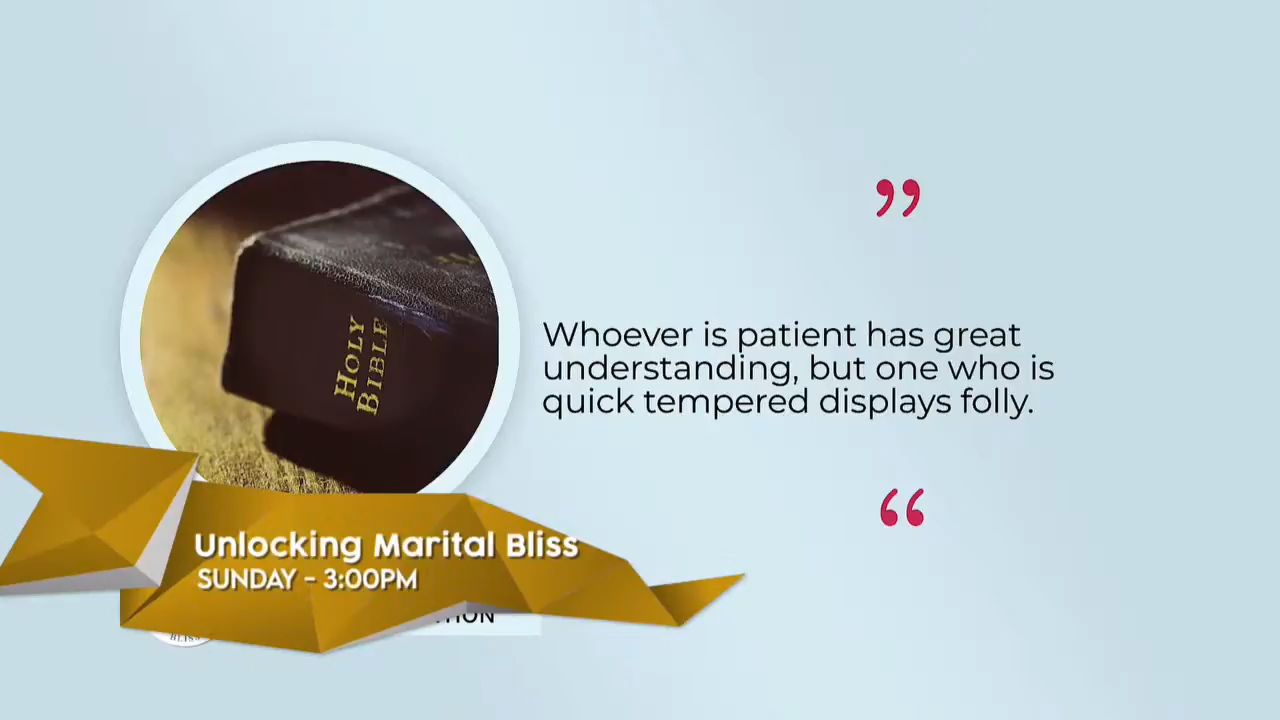 ”
Whoever is patient has great
understanding, but one who is
quick tempered displays folly.
“
HOLY
BIBLE
Unlocking Marital Bliss
SUNDAY - 3:00PM
BLISS